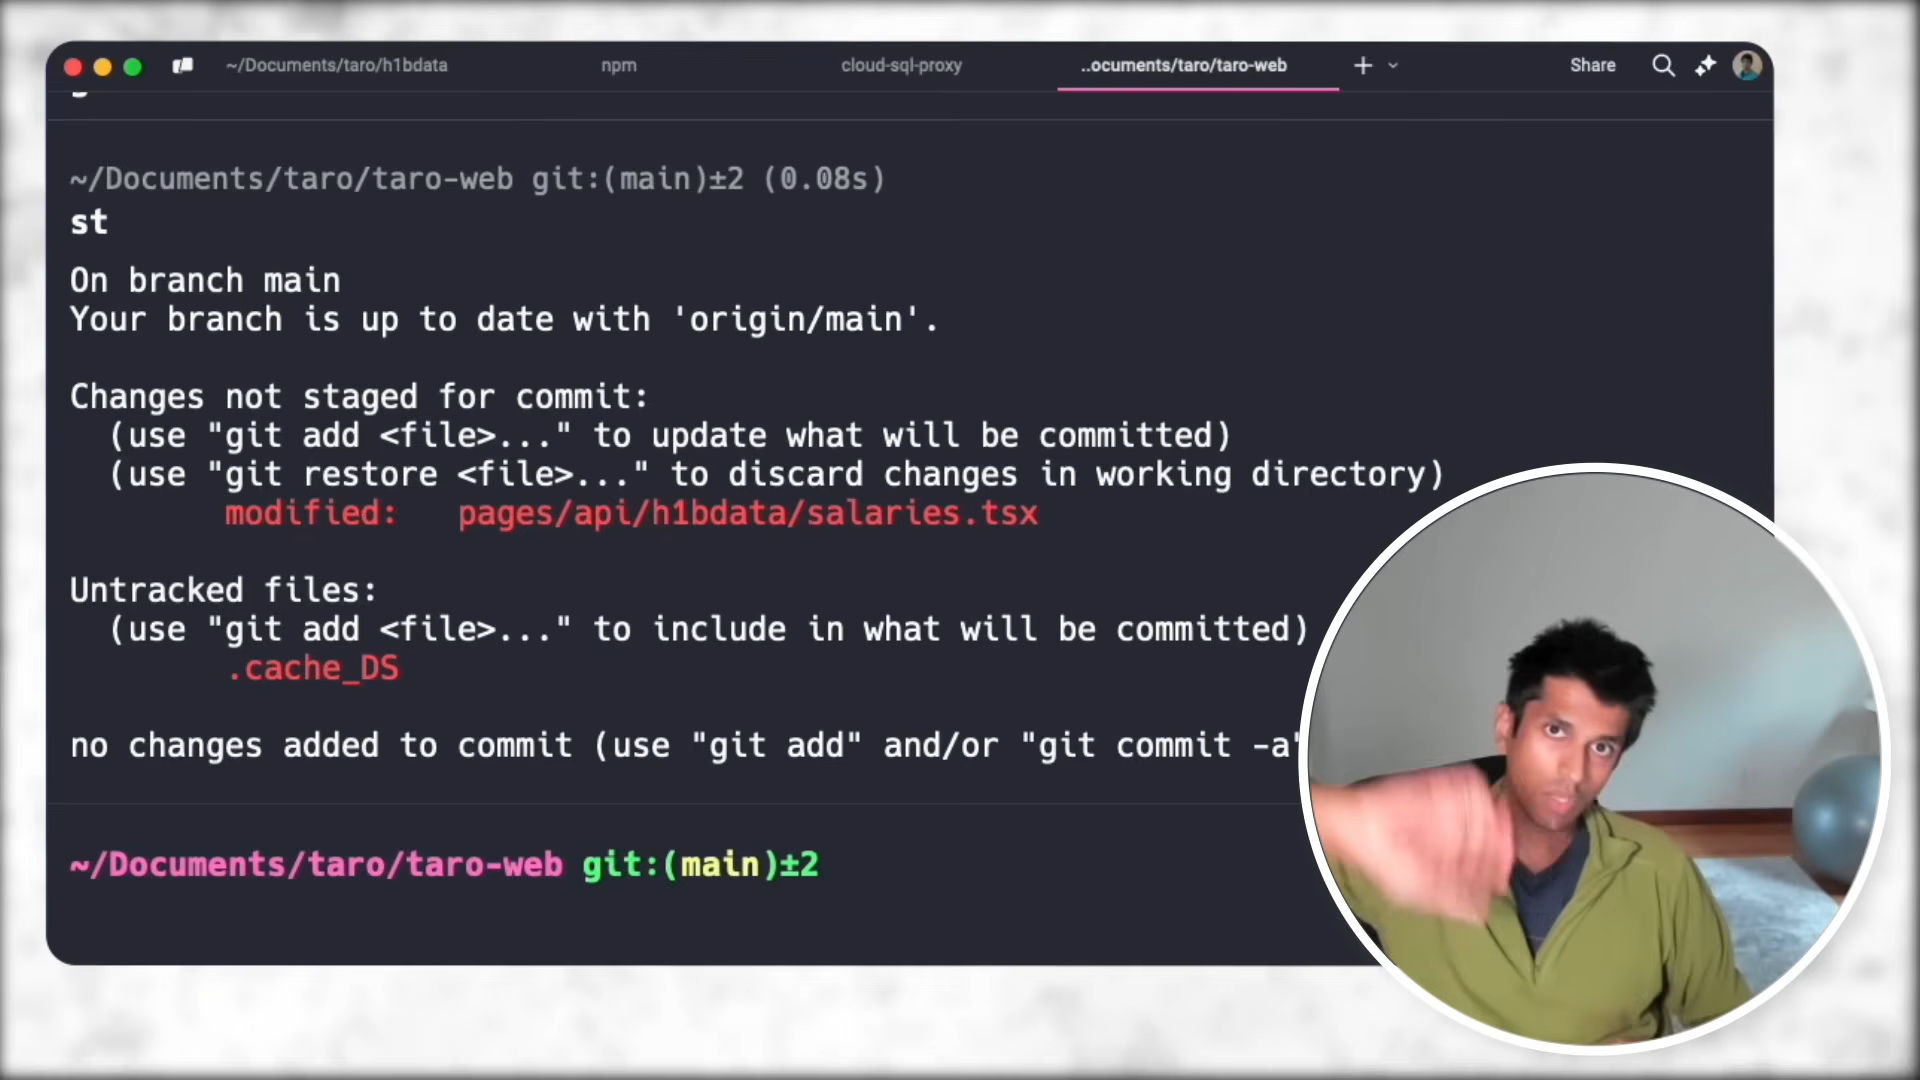 ~/Documents/taro/h1bdata
npm
cloud-sql-proxy
..ocuments/taro/taro-web
Share
~/Documents/taro/taro-web git:(main)±2 (0.08s)
st
On branch main
Your branch is up to date with 'origin/main'.
Changes not staged for commit:
(use "git add <file>..." to update what will be committed)
(use "git restore <file>..." to discard changes in working directory)
modified: pages/api/h1bdata/salaries.tsx
Untracked files:
(use "git add <file>..." to include in what will be committed)
.cache_DS
no changes added to commit (use "git add" and/or "git commit -a"
~/Documents/taro/taro-web git:(main)±2